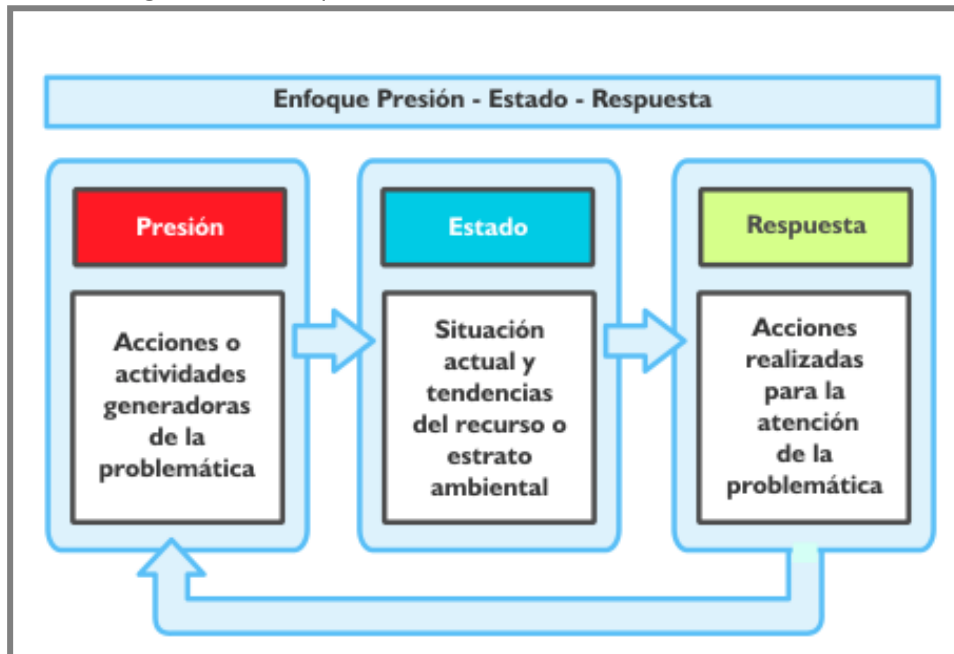 Enfoque Presión - Estado - Respuesta
Presión
Acciones o
actividades
generadoras
de la
problemática
Estado
Situación
actual y
tendencias
del recurso o
estrato
ambiental
Respuesta
Acciones
realizadas
para la
atención
de la
problemática